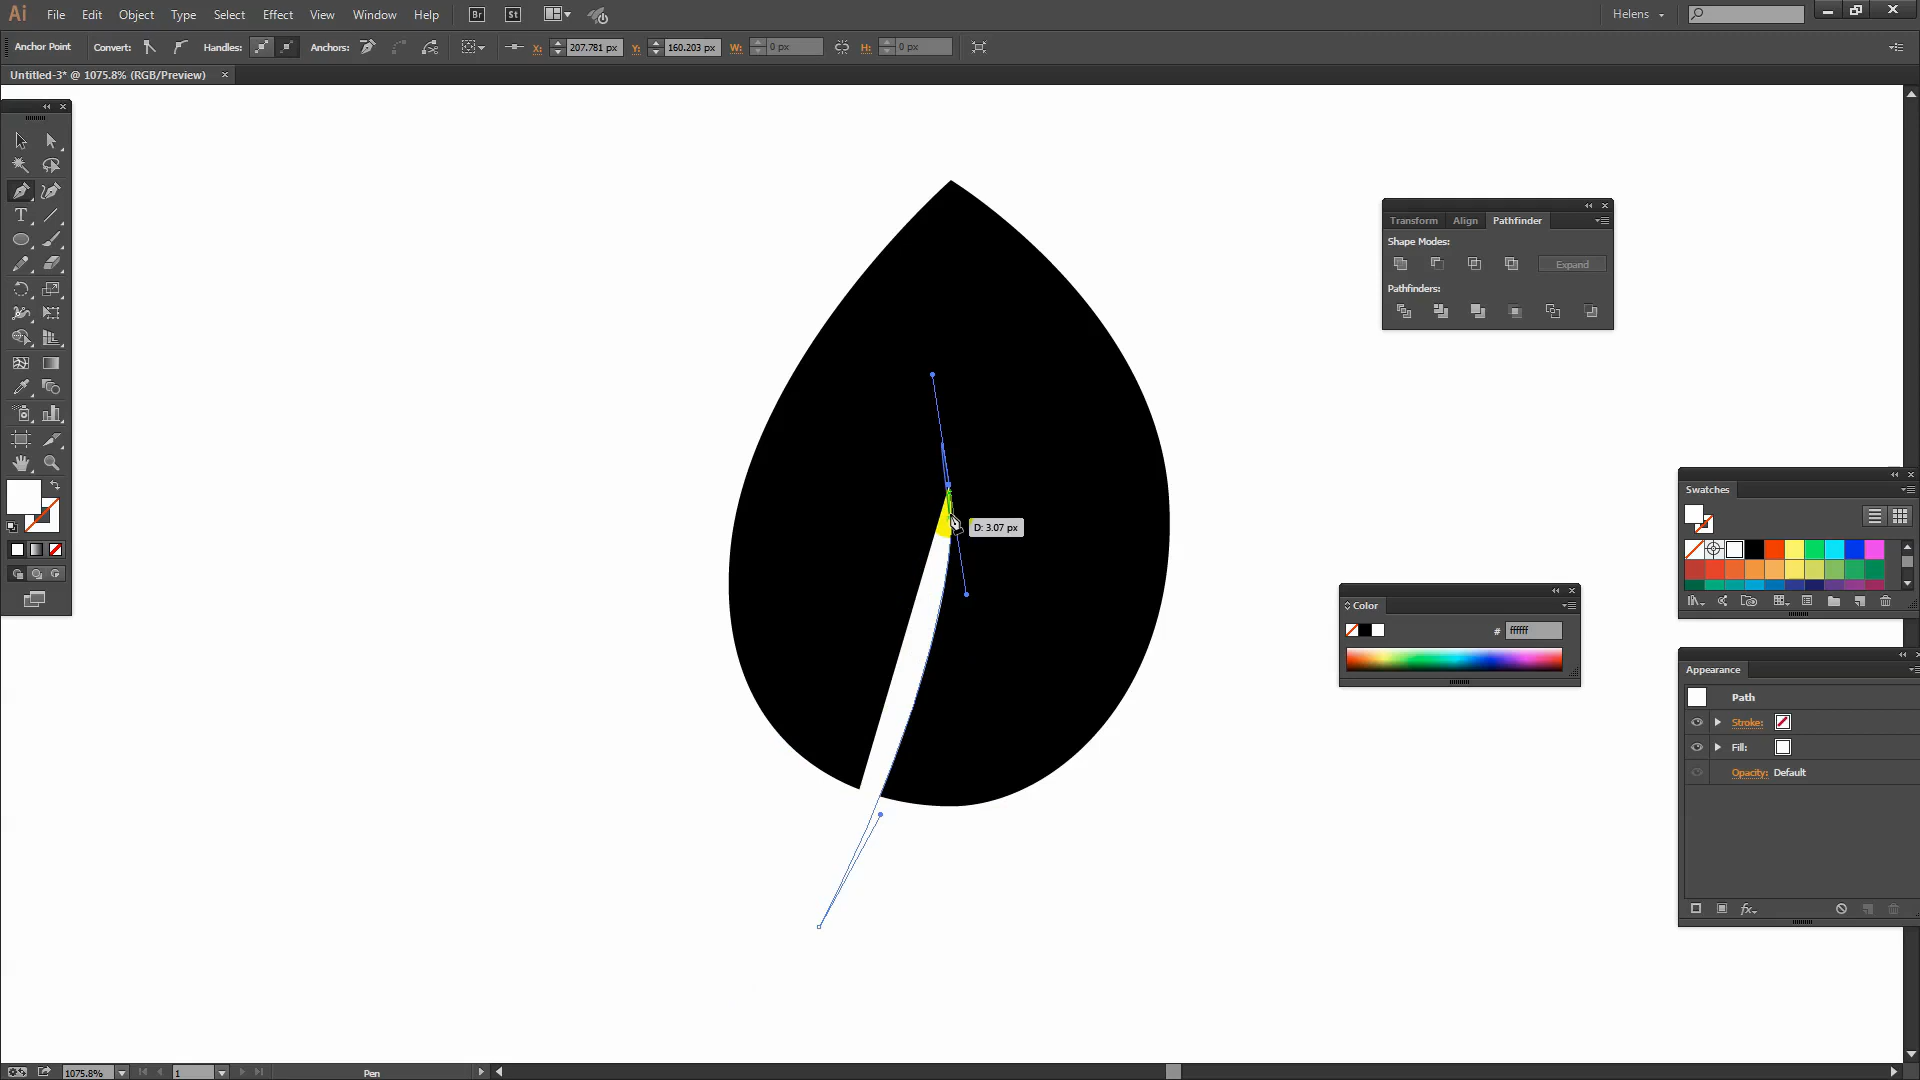 Ai File Edit Object Type Select Effect View Window Help Br St Helens
Anchor Point Convert: Handles: Anchors: X: 207.781 px Y: 160.203 px W: 0 px H: 0 px
Untitled-3* @ 1075.8% (RGB/Preview)
Transform Align Pathfinder
Shape Modes:
Expand
Pathfinders:
D: 3.07 px
Swatches
Color
# ffffff
Appearance
Path
Stroke:
Fill:
Opacity: Default
fx
1075.8% 1 Pen